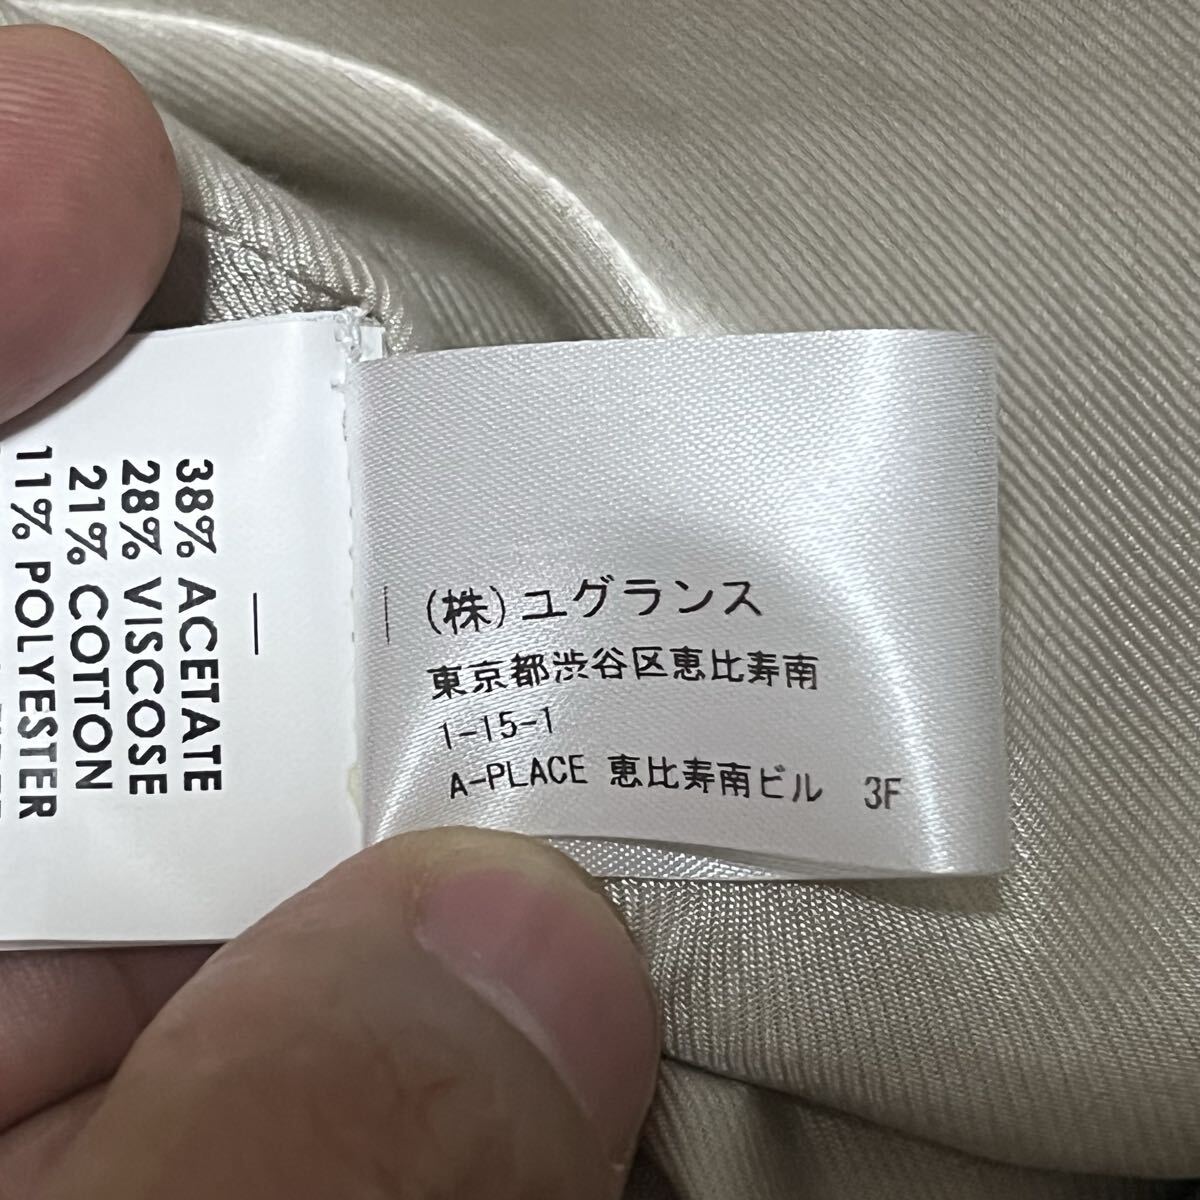 38% ACETATE
28% VISCOSE
21% COTTON
11% POLYESTER
(株)ユグランス
東京都渋谷区恵比寿南
1-15-1
A-PLACE 恵比寿南ビル 3F